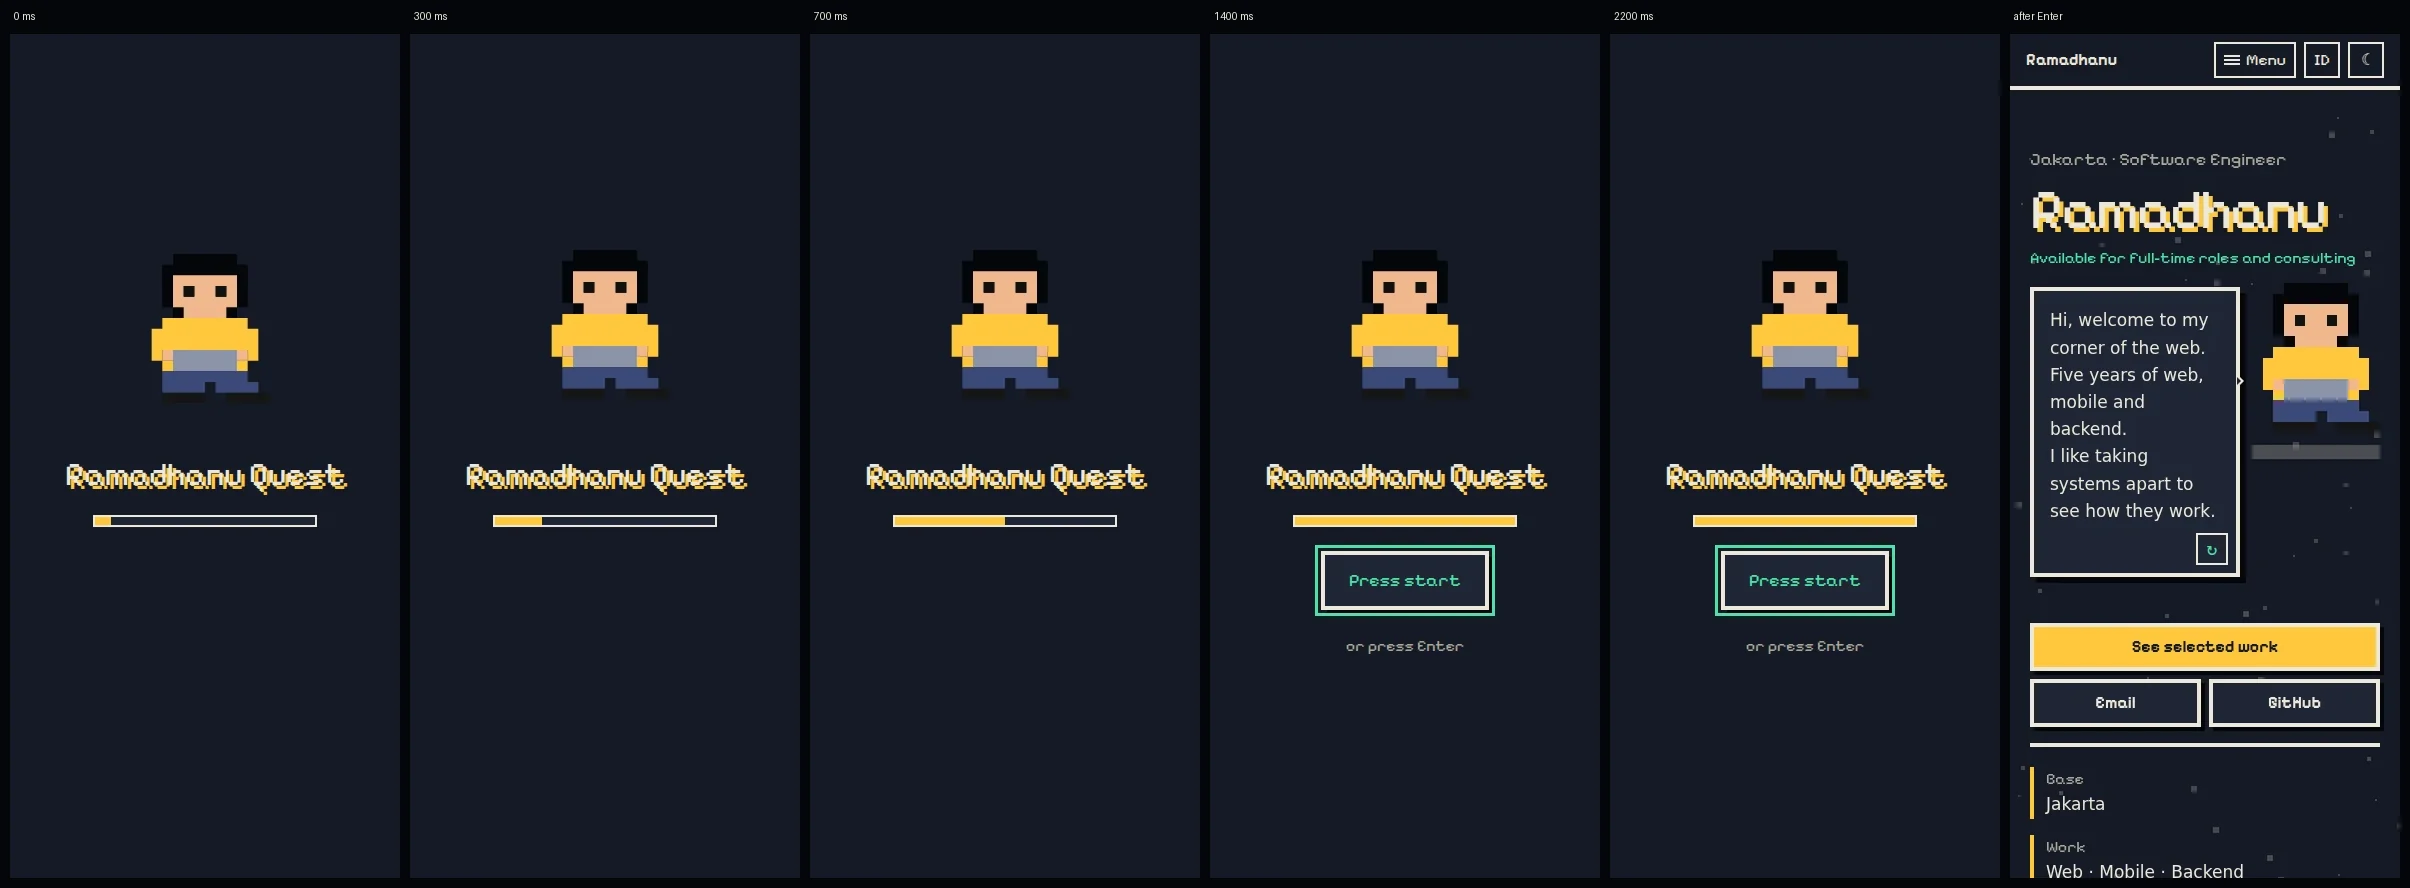 0 ms
300 ms
700 ms
1400 ms
2200 ms
after Enter
Ramadhanu Quest
Ramadhanu Quest
Ramadhanu Quest
Ramadhanu Quest
Press start
or press Enter
Ramadhanu Quest
Press start
or press Enter
Ramadhanu
Menu
ID
Jakarta · Software Engineer
Ramadhanu
Available for full-time roles and consulting
Hi, welcome to my
corner of the web.
Five years of web,
mobile and
backend.
I like taking
systems apart to
see how they work.
See selected work
Email
GitHub
Base
Jakarta
Work
Web · Mobile · Backend